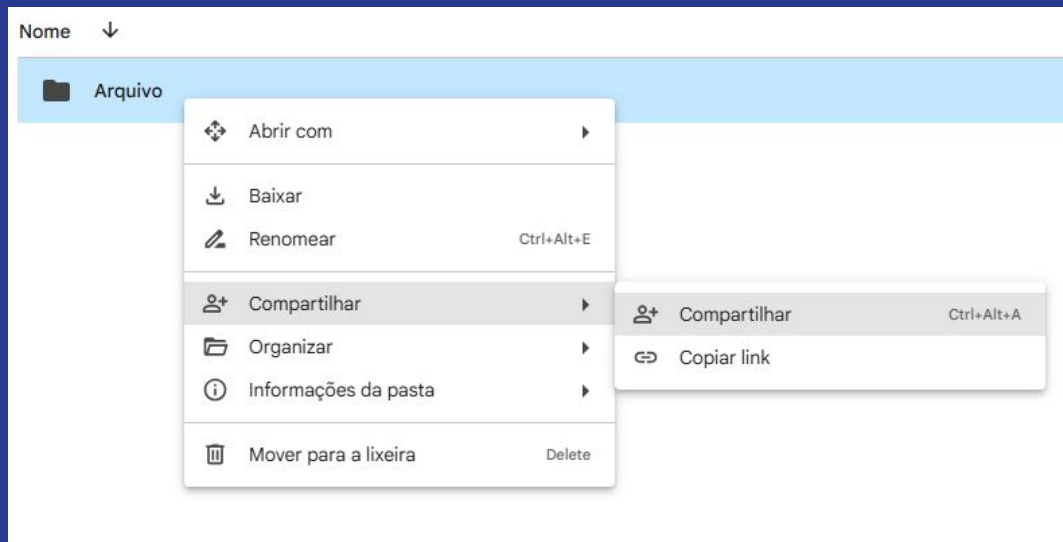 Nome
Arquivo
Abrir com
Baixar
Renomear Ctrl+Alt+E
Compartilhar
Compartilhar Ctrl+Alt+A
Organizar
Copiar link
Informações da pasta
Mover para a lixeira Delete